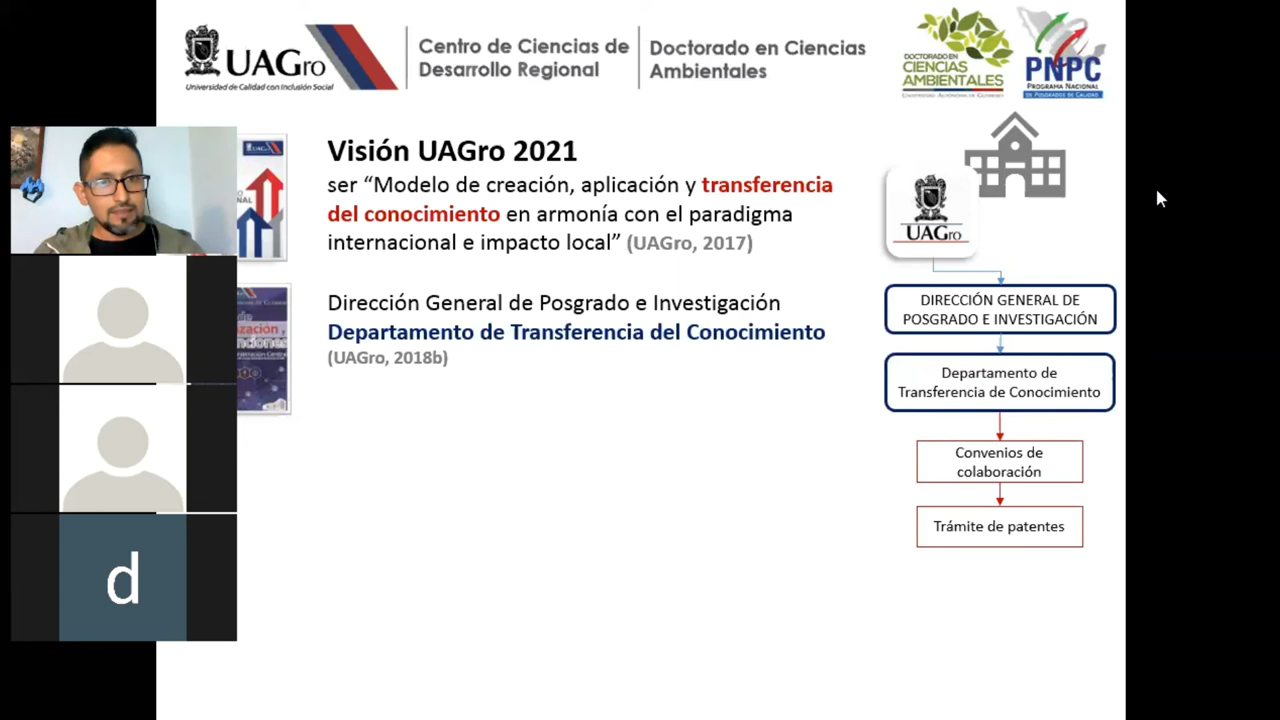 UAGro
Universidad de Calidad con Inclusión Social
Centro de Ciencias de
Desarrollo Regional
Doctorado en Ciencias
Ambientales
DOCTORADO EN
CIENCIAS
AMBIENTALES
UNIVERSIDAD AUTÓNOMA DE GUERRERO
PNPC
PROGRAMA NACIONAL
DE POSGRADOS DE CALIDAD
Visión UAGro 2021
ser “Modelo de creación, aplicación y transferencia
del conocimiento en armonía con el paradigma
internacional e impacto local” (UAGro, 2017)
Dirección General de Posgrado e Investigación
Departamento de Transferencia del Conocimiento
(UAGro, 2018b)
UAGro
DIRECCIÓN GENERAL DE
POSGRADO E INVESTIGACIÓN
Departamento de
Transferencia de Conocimiento
Convenios de
colaboración
Trámite de patentes
d